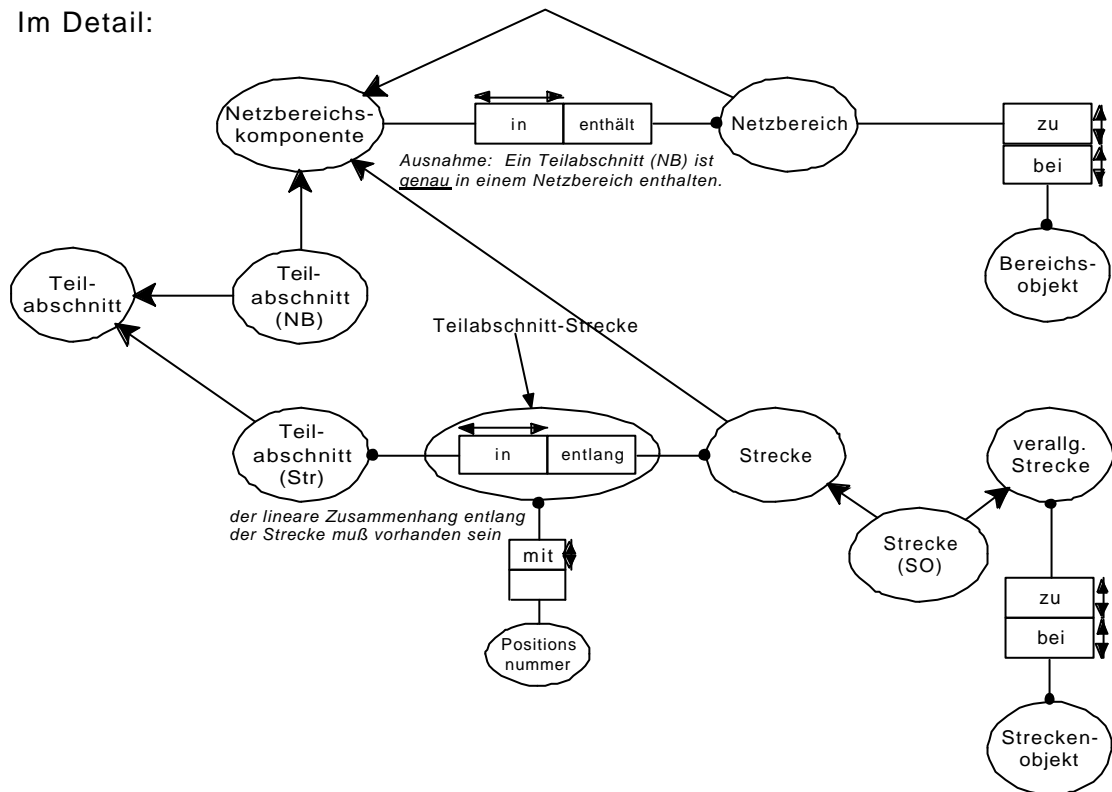 Im Detail:
Netzbereichs-
komponente
in
enthält
Netzbereich
zu
bei
Ausnahme: Ein Teilabschnitt (NB) ist
genau in einem Netzbereich enthalten.
Bereichs-
objekt
Teil-
abschnitt
Teil-
abschnitt
(NB)
Teilabschnitt-Strecke
Teil-
abschnitt
(Str)
in
entlang
Strecke
verallg.
Strecke
der lineare Zusammenhang entlang
der Strecke muß vorhanden sein
mit
Strecke
(SO)
zu
bei
Positions
nummer
Strecken-
objekt